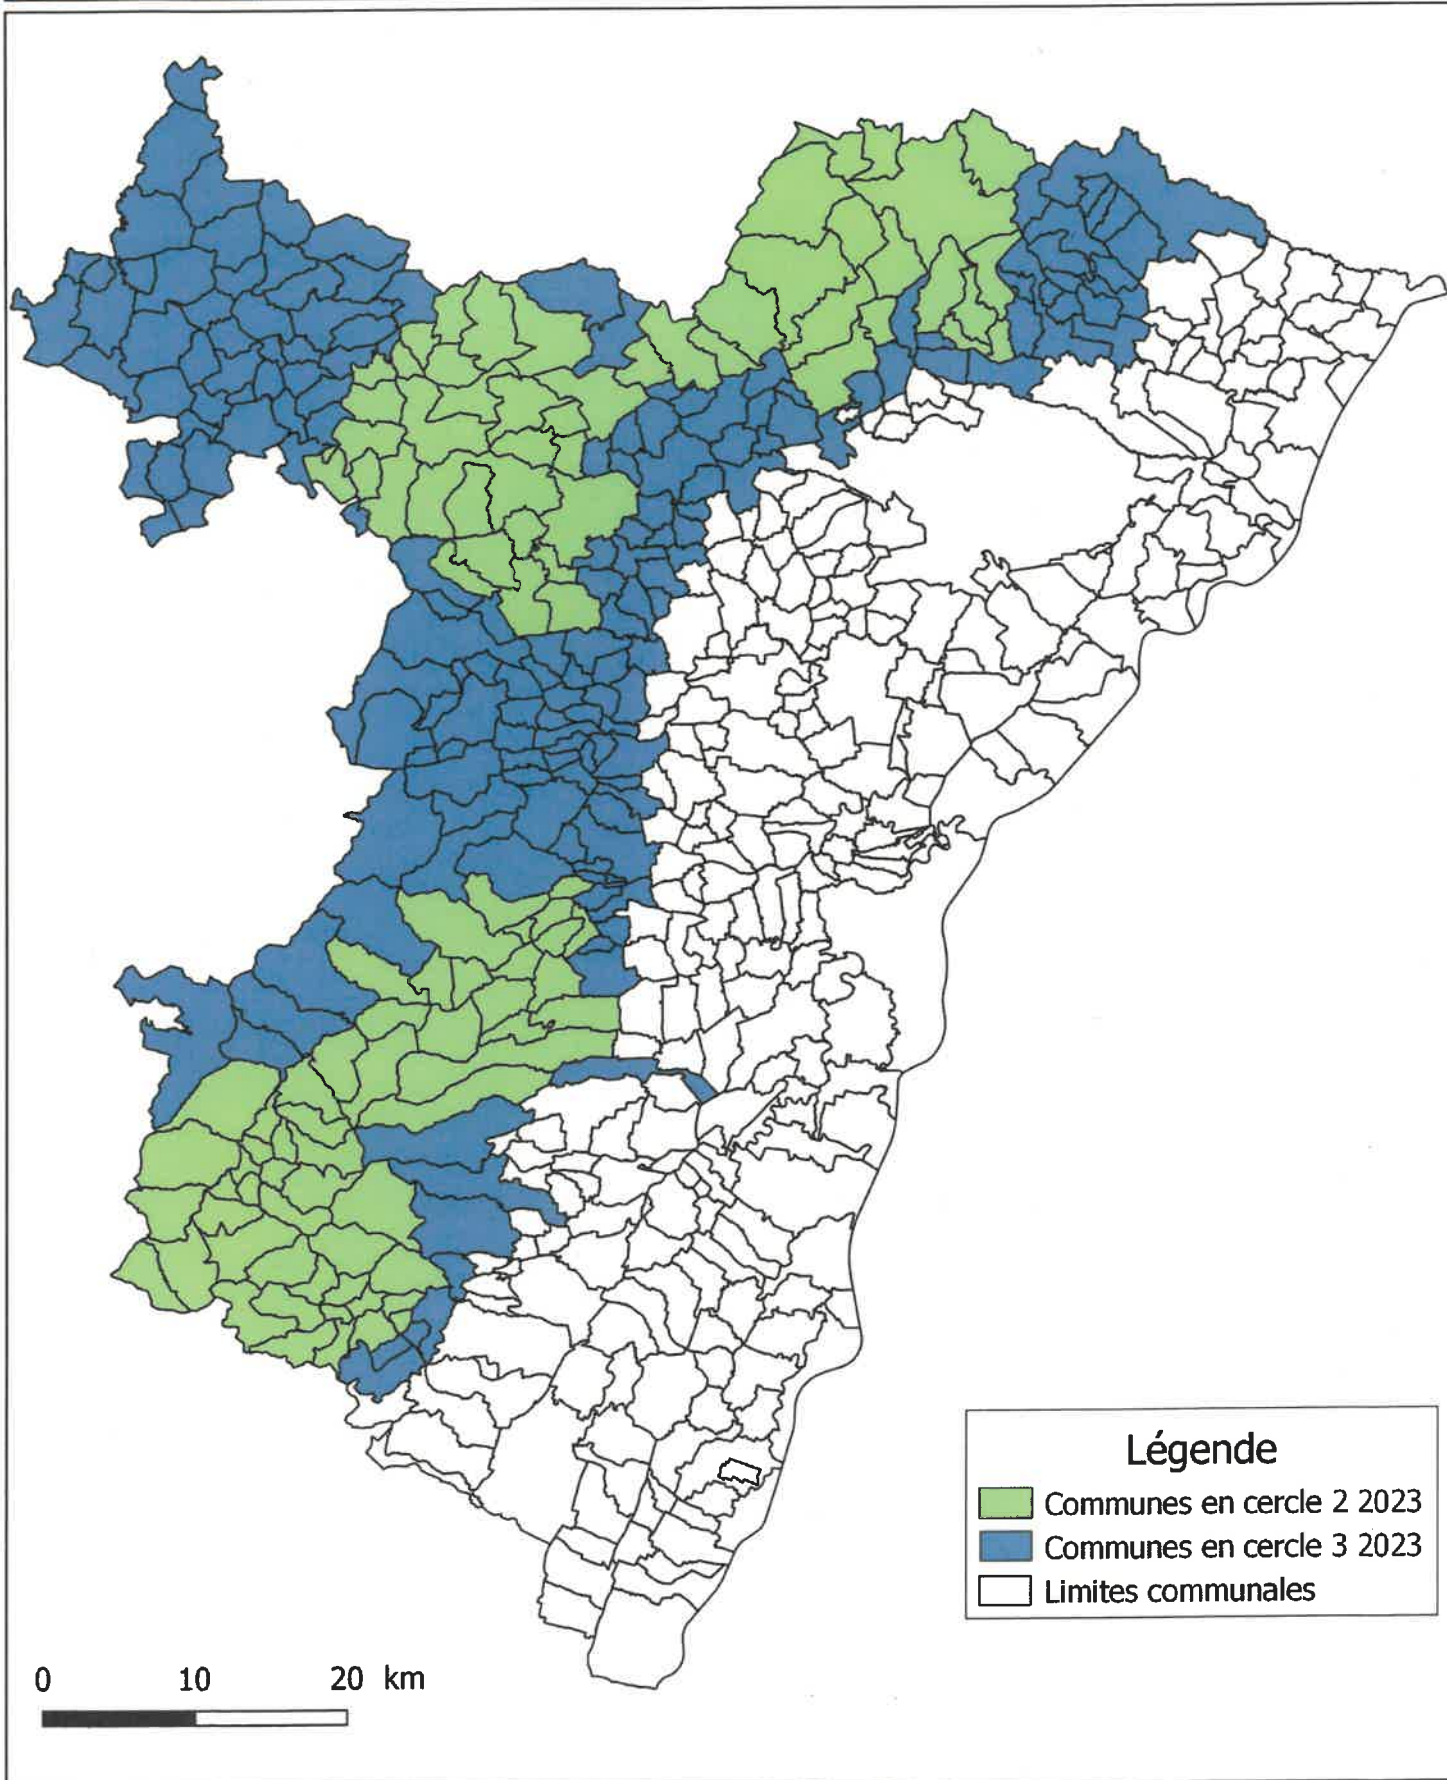 Légende
Communes en cercle 2 2023
Communes en cercle 3 2023
Limites communales
0 10 20 km